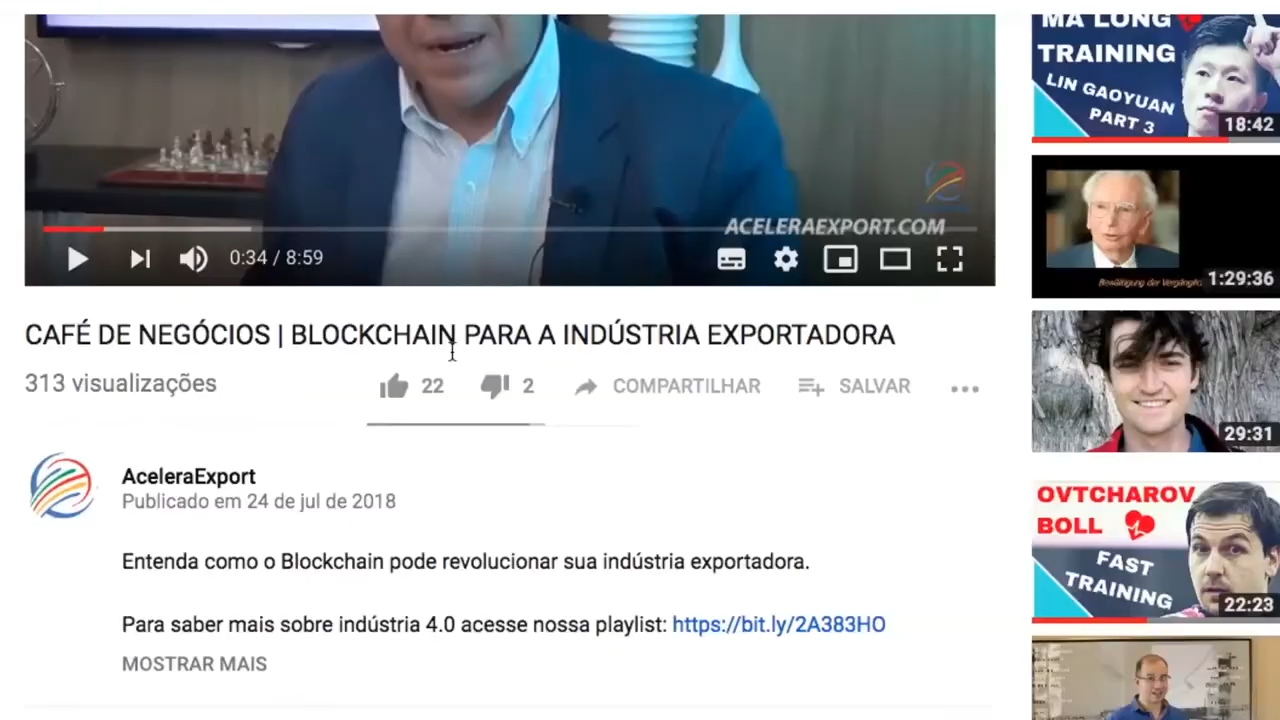 ACELERAEXPORT.COM
0:34 / 8:59
CAFÉ DE NEGÓCIOS | BLOCKCHAIN PARA A INDÚSTRIA EXPORTADORA
313 visualizações
22
2
COMPARTILHAR
SALVAR
AceleraExport
Publicado em 24 de jul de 2018
Entenda como o Blockchain pode revolucionar sua indústria exportadora.
Para saber mais sobre indústria 4.0 acesse nossa playlist: https://bit.ly/2A383HO
MOSTRAR MAIS
MA LONG
TRAINING
LIN GAOYUAN
PART 3
18:42
Bewältigung der
1:29:36
29:31
OVTCHAROV
BOLL
FAST
TRAINING
22:23